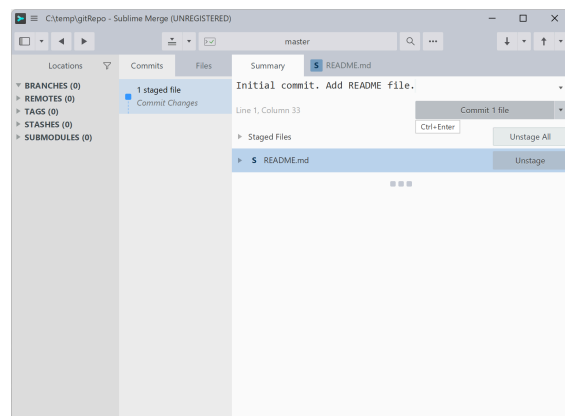 C:\temp\gitRepo - Sublime Merge (UNREGISTERED)
master
Locations
Commits
Files
Summary
S README.md
BRANCHES (0)
REMOTES (0)
TAGS (0)
STASHES (0)
SUBMODULES (0)
1 staged file
Commit Changes
Initial commit. Add README file.
Line 1, Column 33
Commit 1 file
Ctrl+Enter
Staged Files
Unstage All
S README.md
Unstage